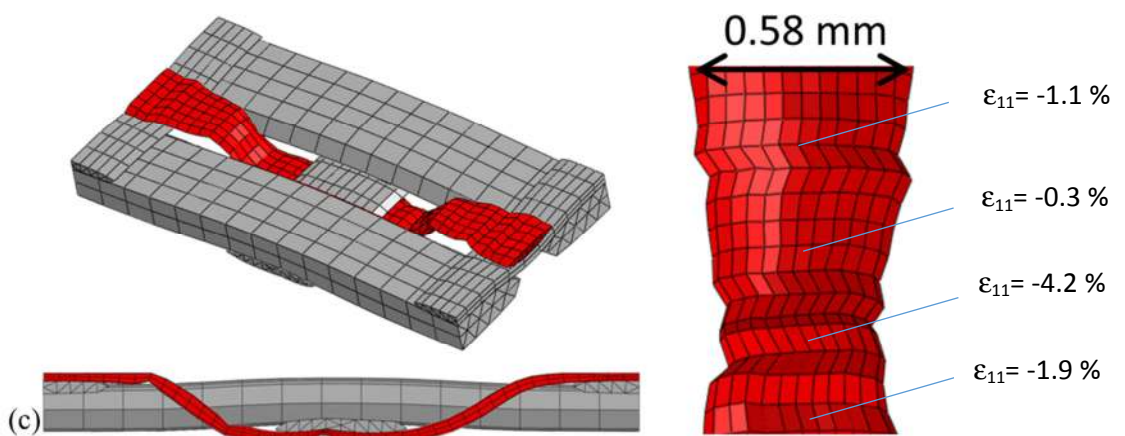 0.58 mm
ε₁₁= -1.1 %
ε₁₁= -0.3 %
ε₁₁= -4.2 %
ε₁₁= -1.9 %
(c)